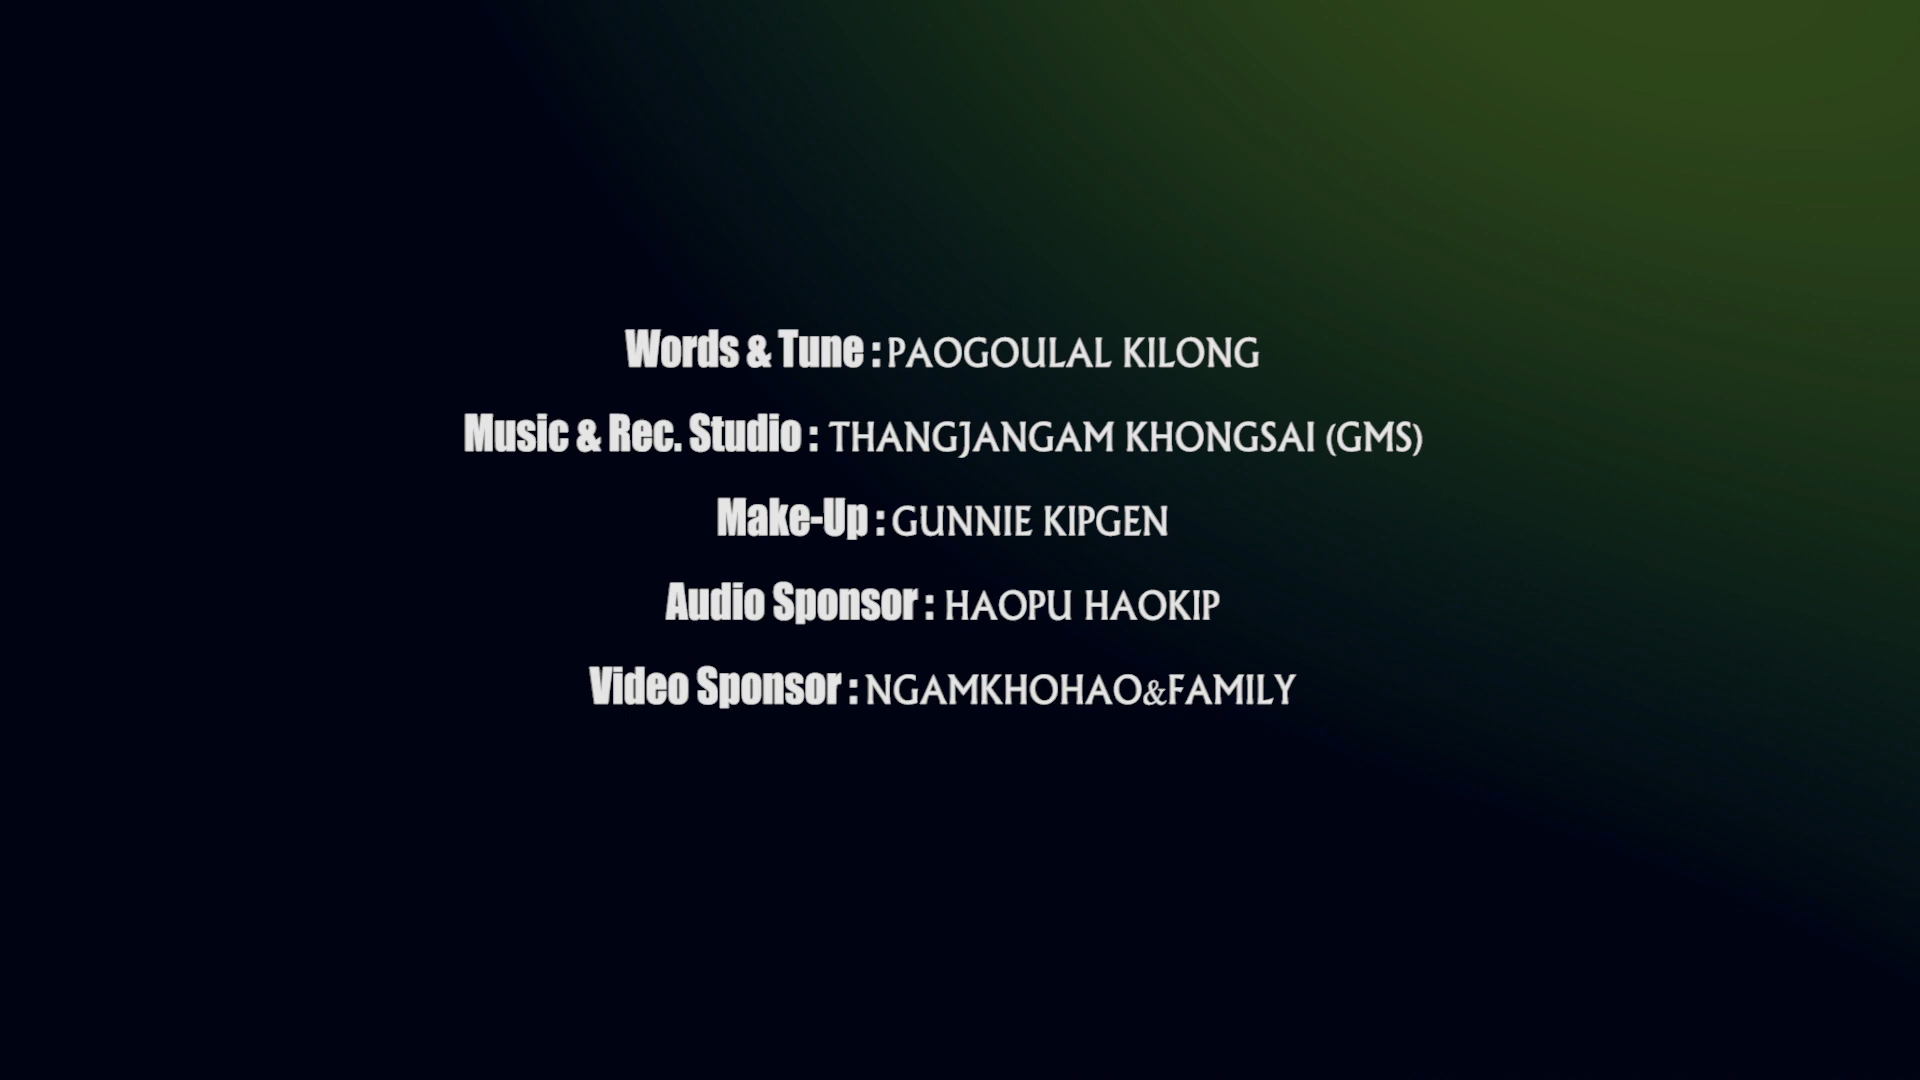 Words & Tune : PAOGOULAL KILONG
Music & Rec. Studio : THANGJANGAM KHONGSAI (GMS)
Make-Up : GUNNIE KIPGEN
Audio Sponsor : HAOPU HAOKIP
Video Sponsor : NGAMKHOHAO&FAMILY